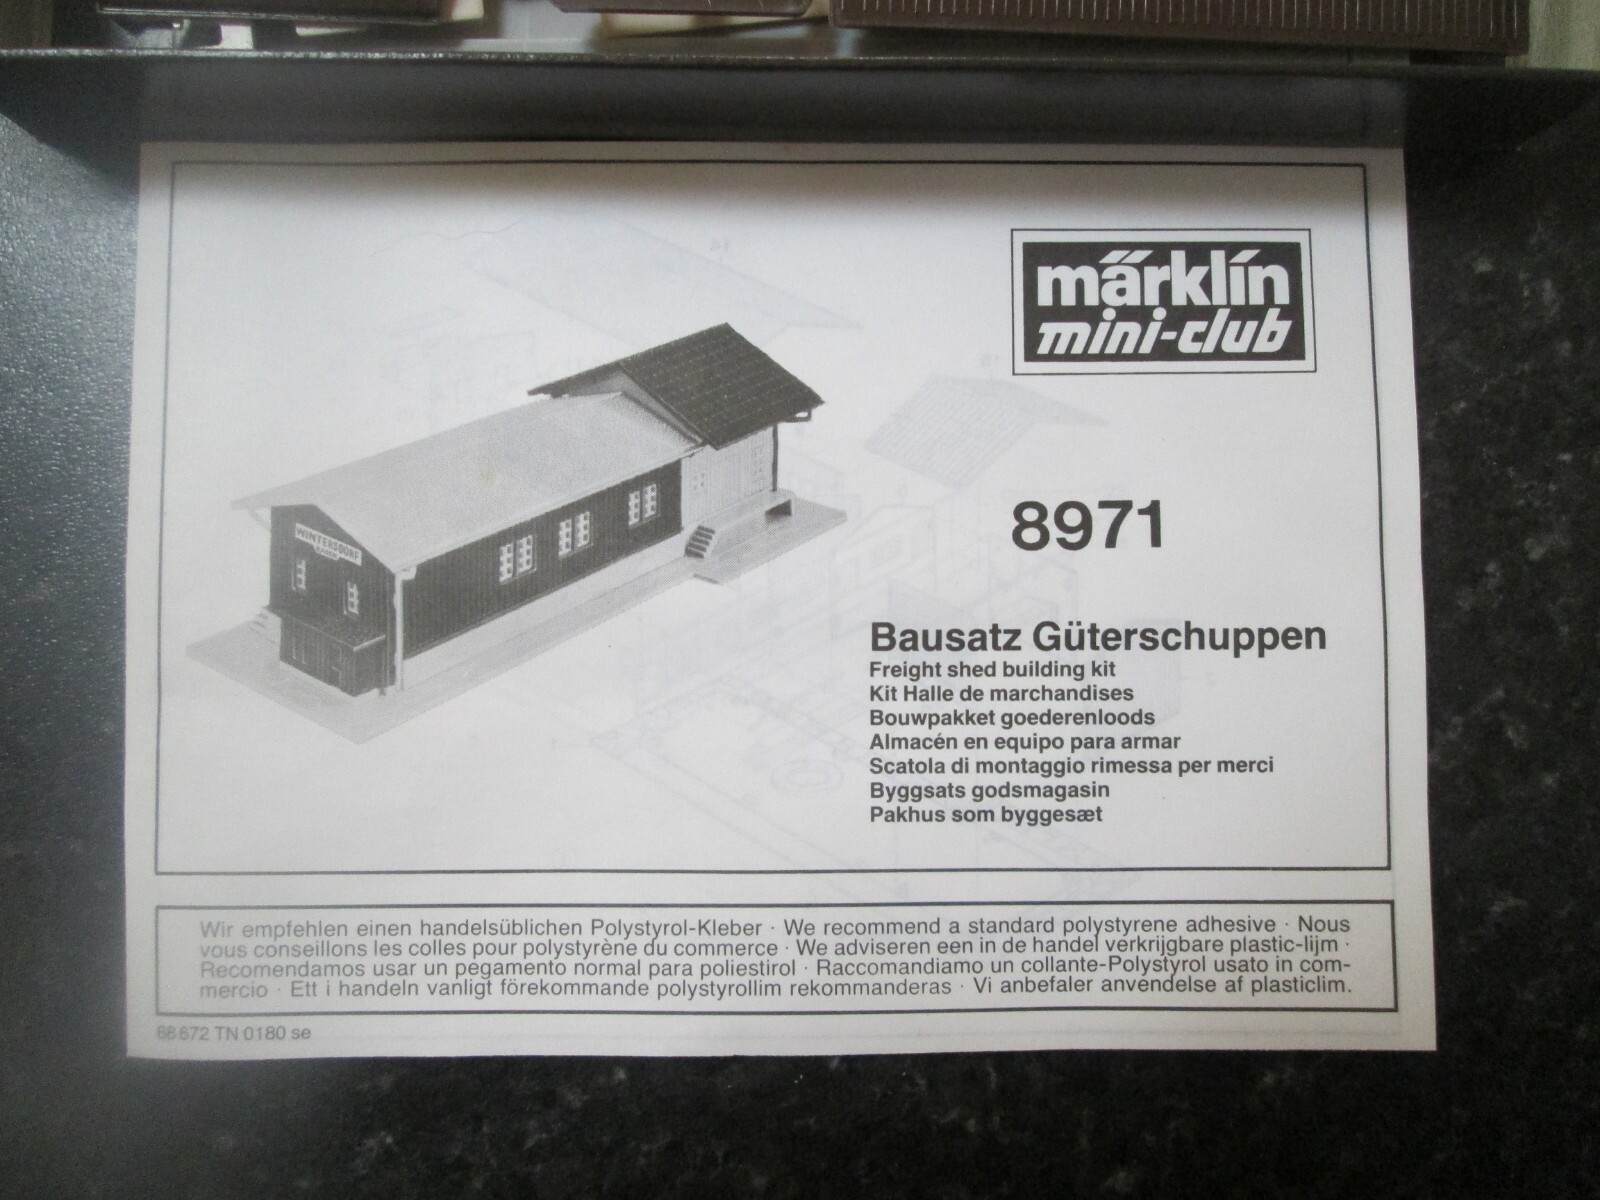 WINTERSDORF
märklin
mini-club
8971
Bausatz Güterschuppen
Freight shed building kit
Kit Halle de marchandises
Bouwpakket goederenloods
Almacén en equipo para armar
Scatola di montaggio rimessa per merci
Byggsats godsmagasin
Pakhus som byggesæt
Wir empfehlen einen handelsüblichen Polystyrol-Kleber · We recommend a standard polystyrene adhesive · Nous
vous conseillons les colles pour polystyrène du commerce · We adviseren een in de handel verkrijgbare plastic-lijm ·
Recomendamos usar un pegamento normal para poliestirol · Raccomandiamo un collante-Polystyrol usato in com-
mercio · Ett i handeln vanligt förekommande polystyrollim rekommanderas · Vi anbefaler anvendelse af plasticlim.
68 672 TN 0180 se